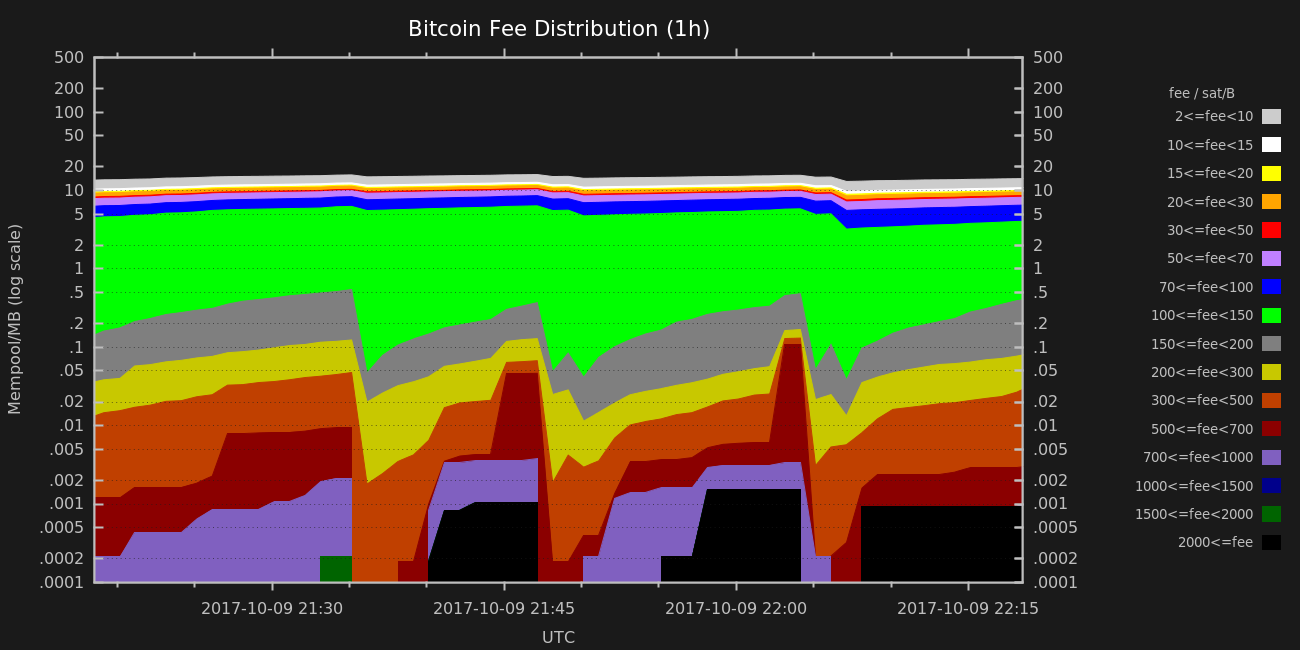 Bitcoin Fee Distribution (1h)
500 500
200 200
100 100
50 50
20 20
10 10
5 5
2 2
1 1
.5 .5
.2 .2
.1 .1
.05 .05
.02 .02
.01 .01
.005 .005
.002 .002
.001 .001
.0005 .0005
.0002 .0002
.0001 .0001
Mempool/MB (log scale)
2017-10-09 21:30 2017-10-09 21:45 2017-10-09 22:00 2017-10-09 22:15
UTC
fee / sat/B
2<=fee<10
10<=fee<15
15<=fee<20
20<=fee<30
30<=fee<50
50<=fee<70
70<=fee<100
100<=fee<150
150<=fee<200
200<=fee<300
300<=fee<500
500<=fee<700
700<=fee<1000
1000<=fee<1500
1500<=fee<2000
2000<=fee